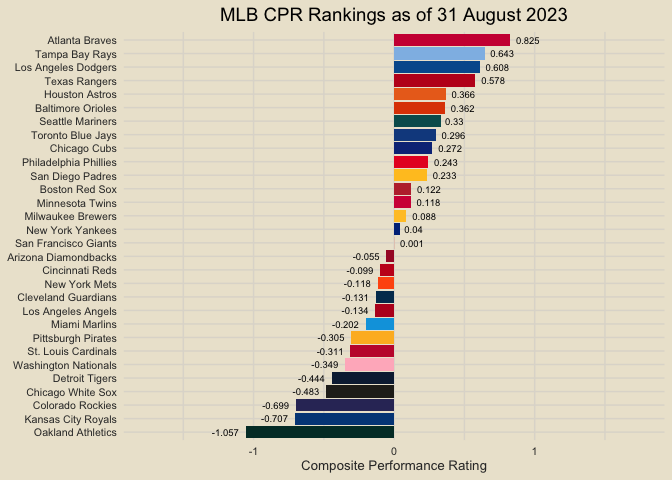 MLB CPR Rankings as of 31 August 2023
Atlanta Braves 0.825
Tampa Bay Rays 0.643
Los Angeles Dodgers 0.608
Texas Rangers 0.578
Houston Astros 0.366
Baltimore Orioles 0.362
Seattle Mariners 0.33
Toronto Blue Jays 0.296
Chicago Cubs 0.272
Philadelphia Phillies 0.243
San Diego Padres 0.233
Boston Red Sox 0.122
Minnesota Twins 0.118
Milwaukee Brewers 0.088
New York Yankees 0.04
San Francisco Giants 0.001
Arizona Diamondbacks -0.055
Cincinnati Reds -0.099
New York Mets -0.118
Cleveland Guardians -0.131
Los Angeles Angels -0.134
Miami Marlins -0.202
Pittsburgh Pirates -0.305
St. Louis Cardinals -0.311
Washington Nationals -0.349
Detroit Tigers -0.444
Chicago White Sox -0.483
Colorado Rockies -0.699
Kansas City Royals -0.707
Oakland Athletics -1.057
-1 0 1
Composite Performance Rating